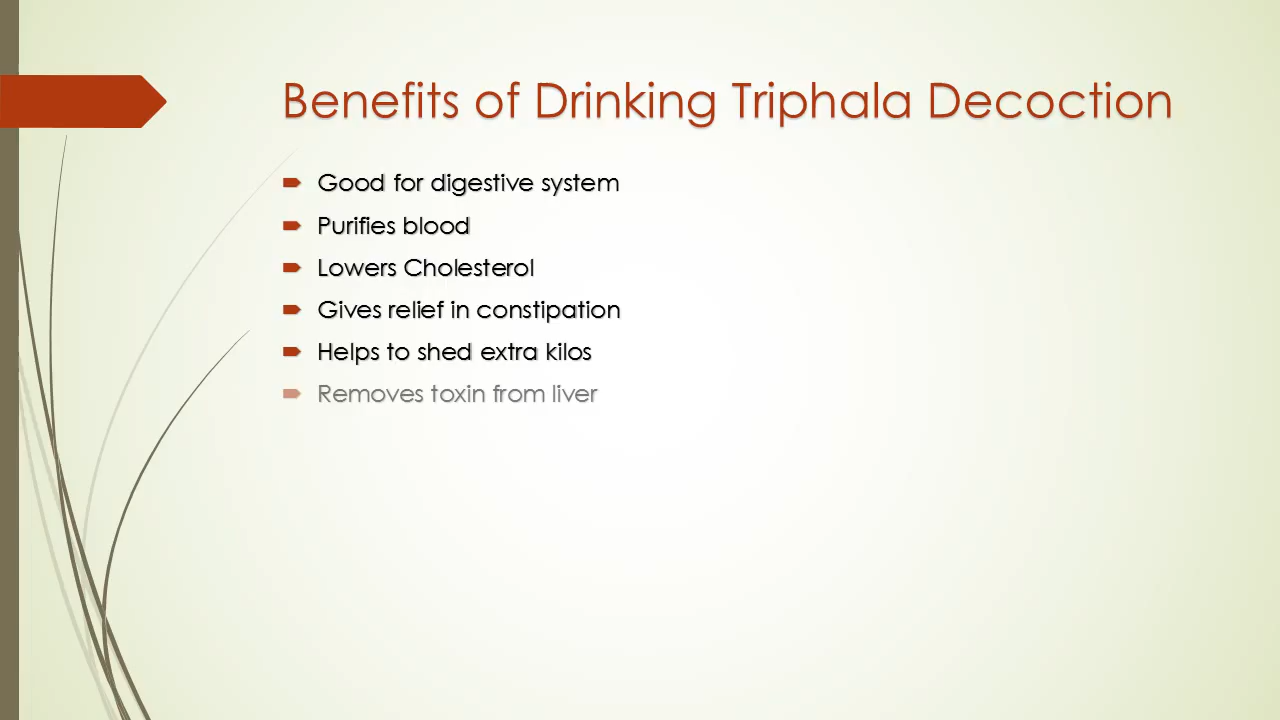 Benefits of Drinking Triphala Decoction
Good for digestive system
Purifies blood
Lowers Cholesterol
Gives relief in constipation
Helps to shed extra kilos
Removes toxin from liver